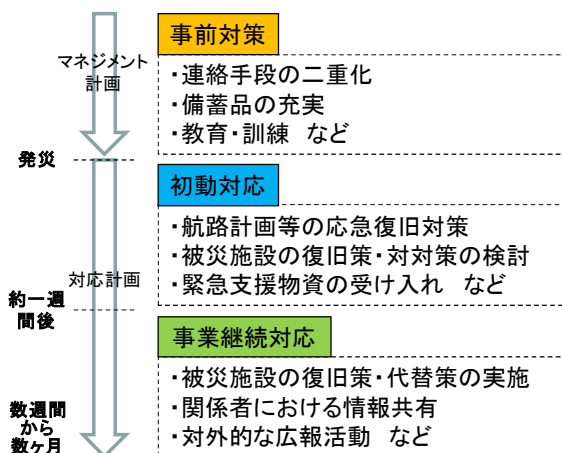 事前対策
マネジメント
計画
・連絡手段の二重化
・備蓄品の充実
・教育・訓練 など
発災
初動対応
・航路計画等の応急復旧対策
・被災施設の復旧策・対対策の検討
・緊急支援物資の受け入れ など
対応計画
約一週
間後
事業継続対応
・被災施設の復旧策・代替策の実施
・関係者における情報共有
・対外的な広報活動 など
数週間
から
数ヶ月